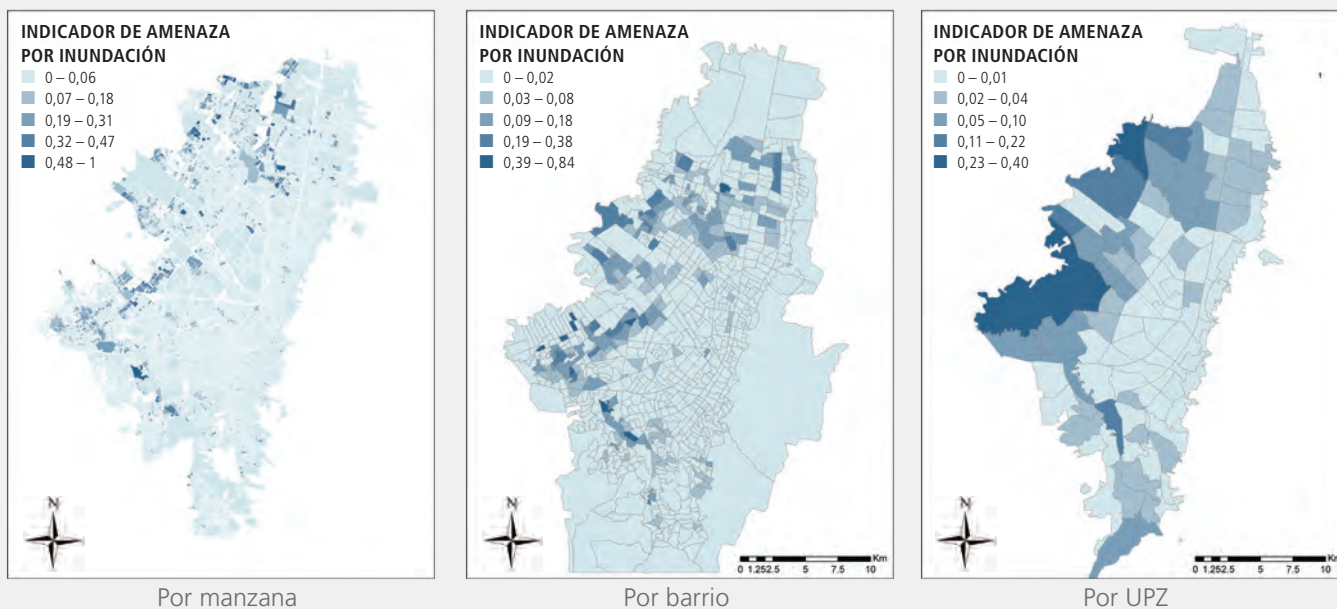 INDICADOR DE AMENAZA
POR INUNDACIÓN
0 – 0,06
0,07 – 0,18
0,19 – 0,31
0,32 – 0,47
0,48 – 1
N
Por manzana
INDICADOR DE AMENAZA
POR INUNDACIÓN
0 – 0,02
0,03 – 0,08
0,09 – 0,18
0,19 – 0,38
0,39 – 0,84
N
Km
0 1.252.5 5 7.5 10
Por barrio
INDICADOR DE AMENAZA
POR INUNDACIÓN
0 – 0,01
0,02 – 0,04
0,05 – 0,10
0,11 – 0,22
0,23 – 0,40
N
Km
0 1.252.5 5 7.5 10
Por UPZ